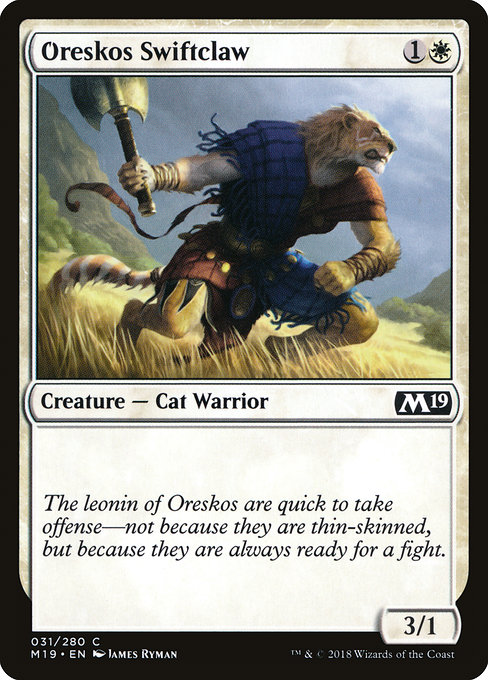 Oreskos Swiftclaw 1
Creature — Cat Warrior M19
The leonin of Oreskos are quick to take
offense—not because they are thin-skinned,
but because they are always ready for a fight.
3/1
031/280 C
M19 • EN JAMES RYMAN ™ & © 2018 Wizards of the Coast